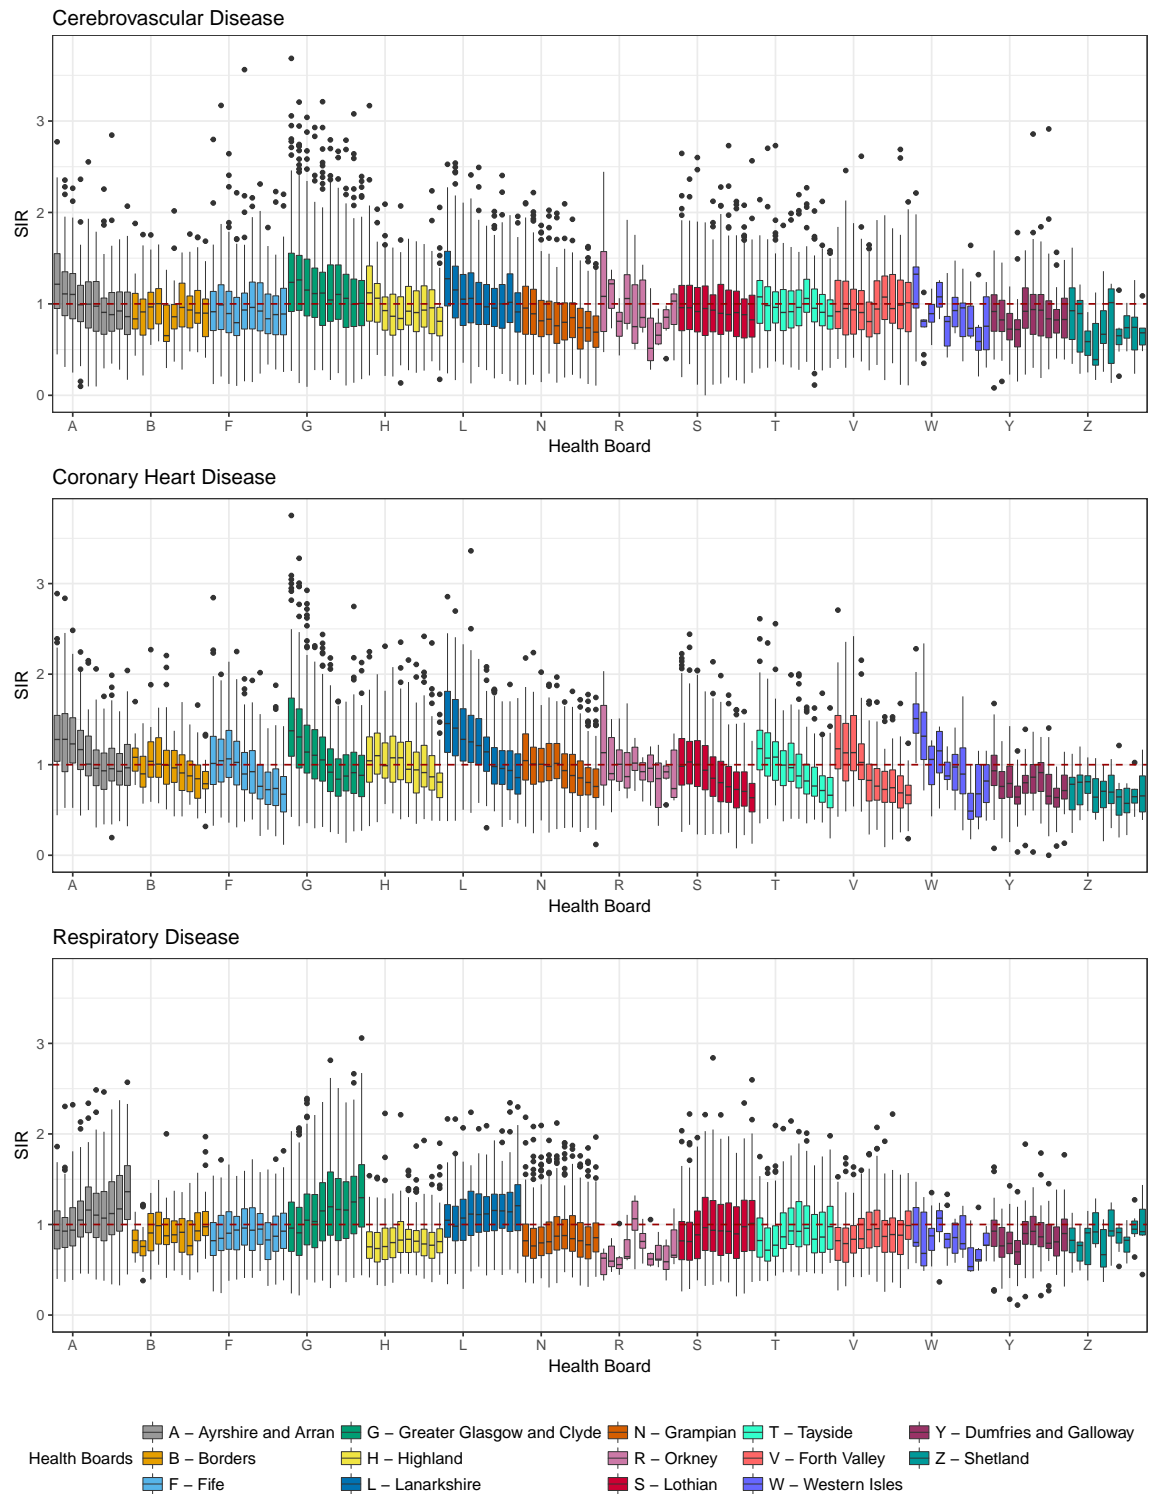 Cerebrovascular Disease
3
2
1
0
SIR
A B F G H L N R S T V W Y Z
Health Board
Coronary Heart Disease
3
2
1
0
SIR
A B F G H L N R S T V W Y Z
Health Board
Respiratory Disease
3
2
1
0
SIR
A B F G H L N R S T V W Y Z
Health Board
Health Boards
A – Ayrshire and Arran
B – Borders
F – Fife
G – Greater Glasgow and Clyde
H – Highland
L – Lanarkshire
N – Grampian
R – Orkney
S – Lothian
T – Tayside
V – Forth Valley
W – Western Isles
Y – Dumfries and Galloway
Z – Shetland